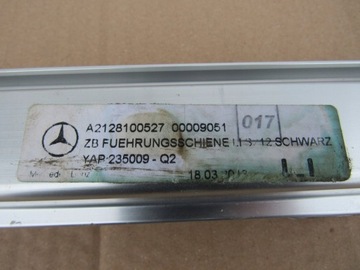 A2128100527 00009051 017
ZB FUEHRUNGSSCHIENE SCHWARZ
YAP 235009 - Q2
18.03